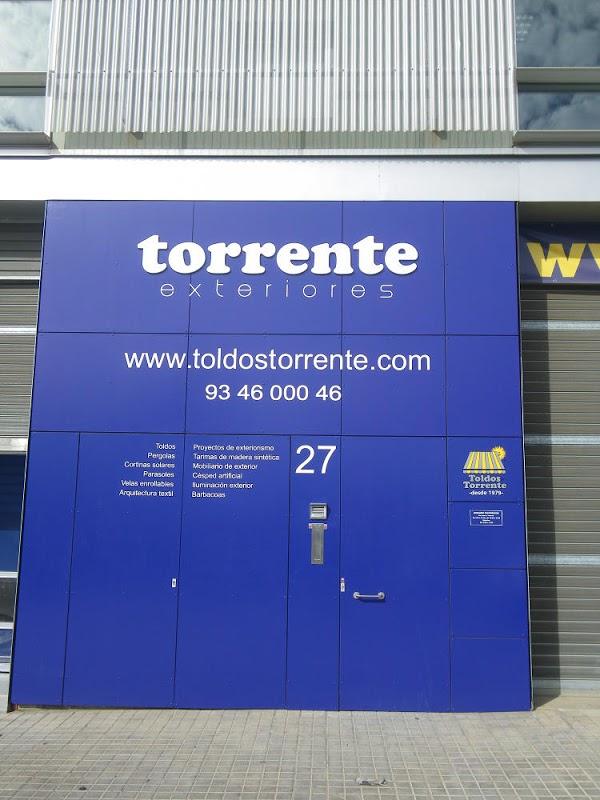 torrente
exteriores
www.toldostorrente.com
93 46 000 46
Toldos
Pergolas
Cortinas solares
Parasoles
Velas enrollables
Arquitectura textil
Proyectos de exteriorismo
Tarimas de madera sintética
Mobiliario de exterior
Césped artificial
Iluminación exterior
Barbacoas
27
Toldos
Torrente
-desde 1979-